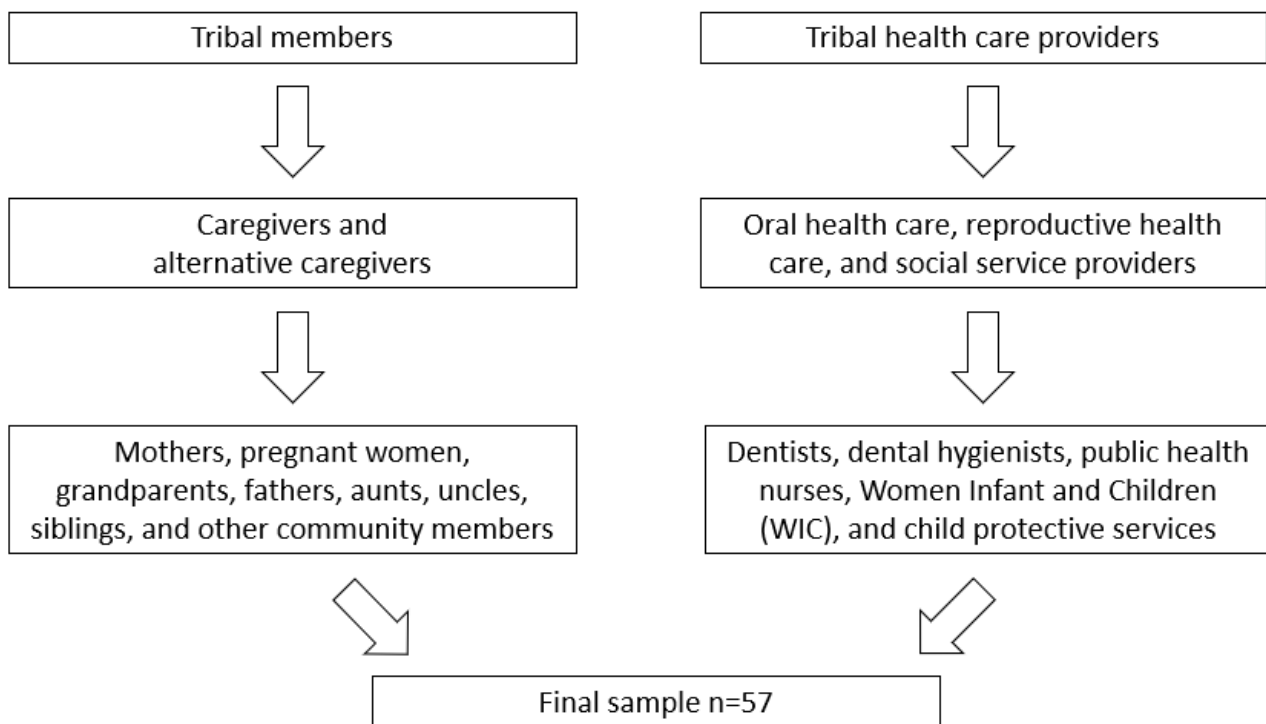 Tribal members
Tribal health care providers
Caregivers and
alternative caregivers
Oral health care, reproductive health
care, and social service providers
Mothers, pregnant women,
grandparents, fathers, aunts, uncles,
siblings, and other community members
Dentists, dental hygienists, public health
nurses, Women Infant and Children
(WIC), and child protective services
Final sample n=57